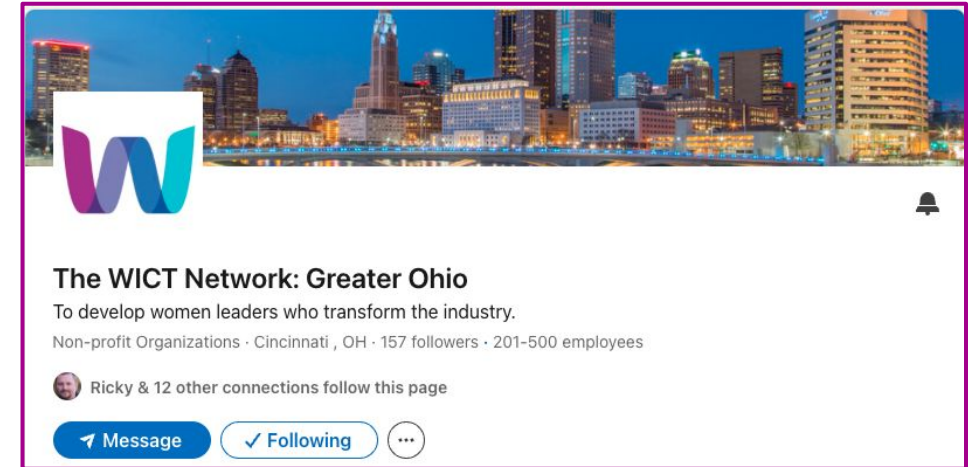 The WICT Network: Greater Ohio
To develop women leaders who transform the industry.
Non-profit Organizations · Cincinnati , OH · 157 followers · 201-500 employees
Ricky & 12 other connections follow this page
Message
Following